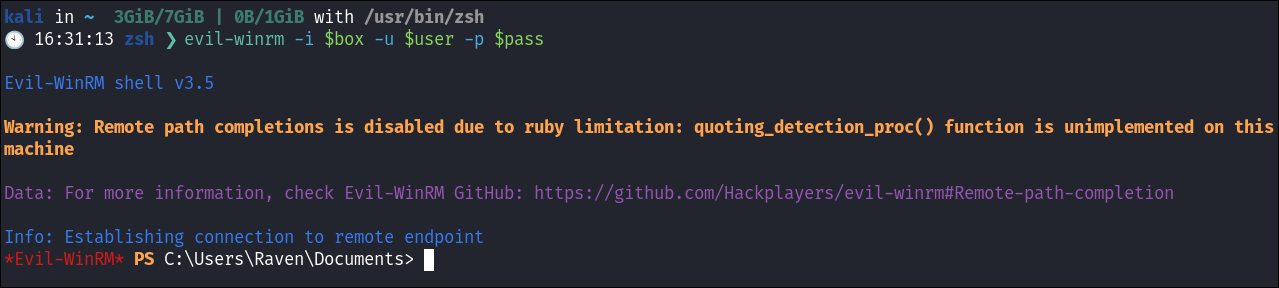 kali in ~ 3GiB/7GiB | 0B/1GiB with /usr/bin/zsh
🕙 16:31:13 zsh ❯ evil-winrm -i $box -u $user -p $pass
Evil-WinRM shell v3.5
Warning: Remote path completions is disabled due to ruby limitation: quoting_detection_proc() function is unimplemented on this
machine
Data: For more information, check Evil-WinRM GitHub: https://github.com/Hackplayers/evil-winrm#Remote-path-completion
Info: Establishing connection to remote endpoint
*Evil-WinRM* PS C:\Users\Raven\Documents>